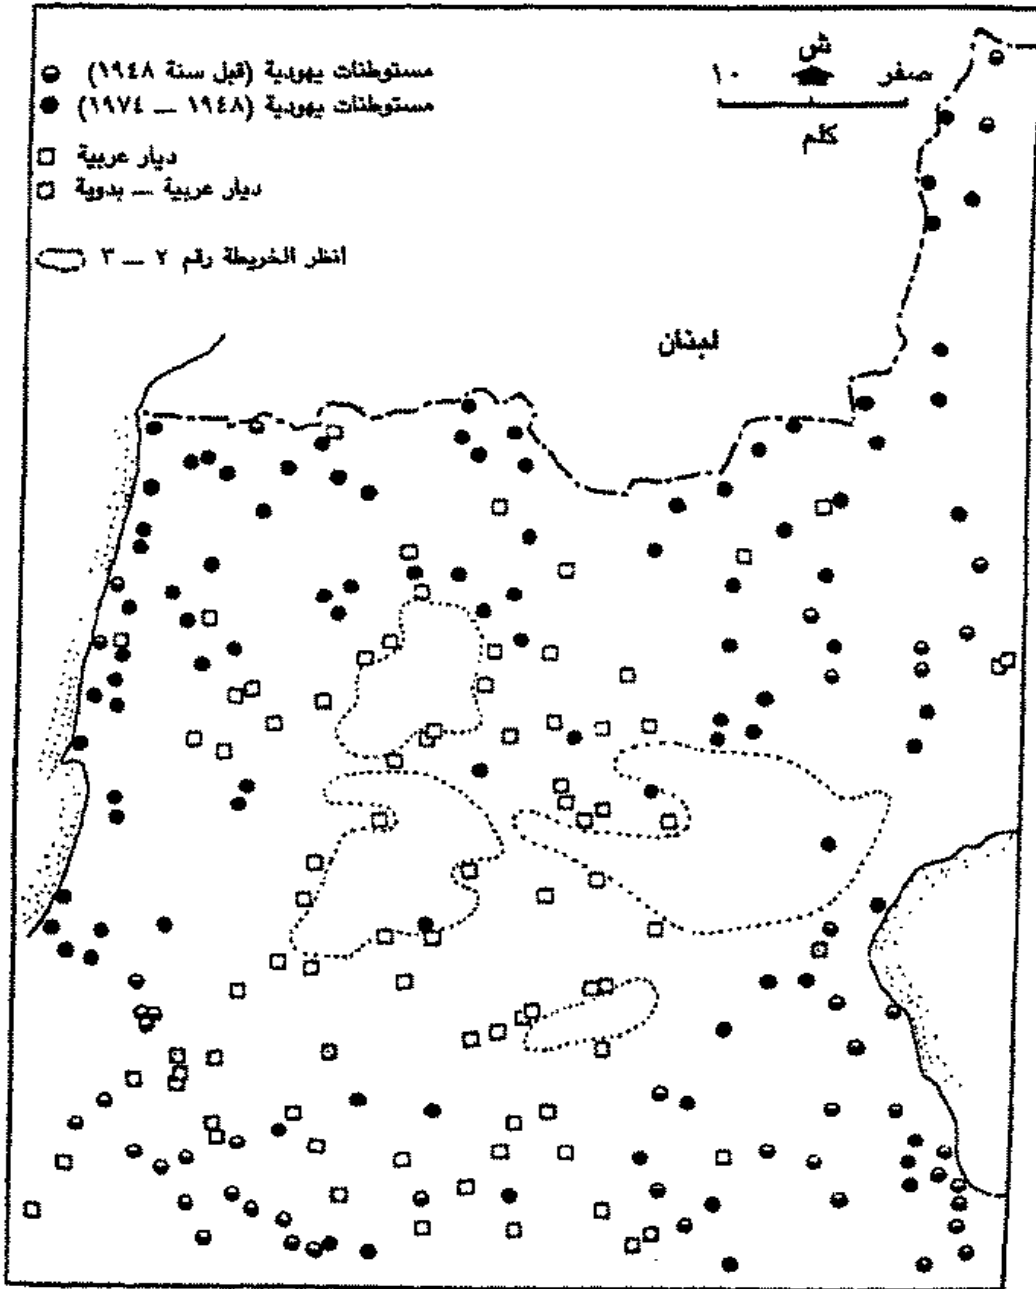 مستوطنات يهودية (قبل سنة ١٩٤٨)
مستوطنات يهودية (١٩٤٨ — ١٩٧٤)
ديار عربية
ديار عربية — بدوية
انظر الخريطة رقم ٧ — ٣
ش
صفر ١٠
كلم
لبنان